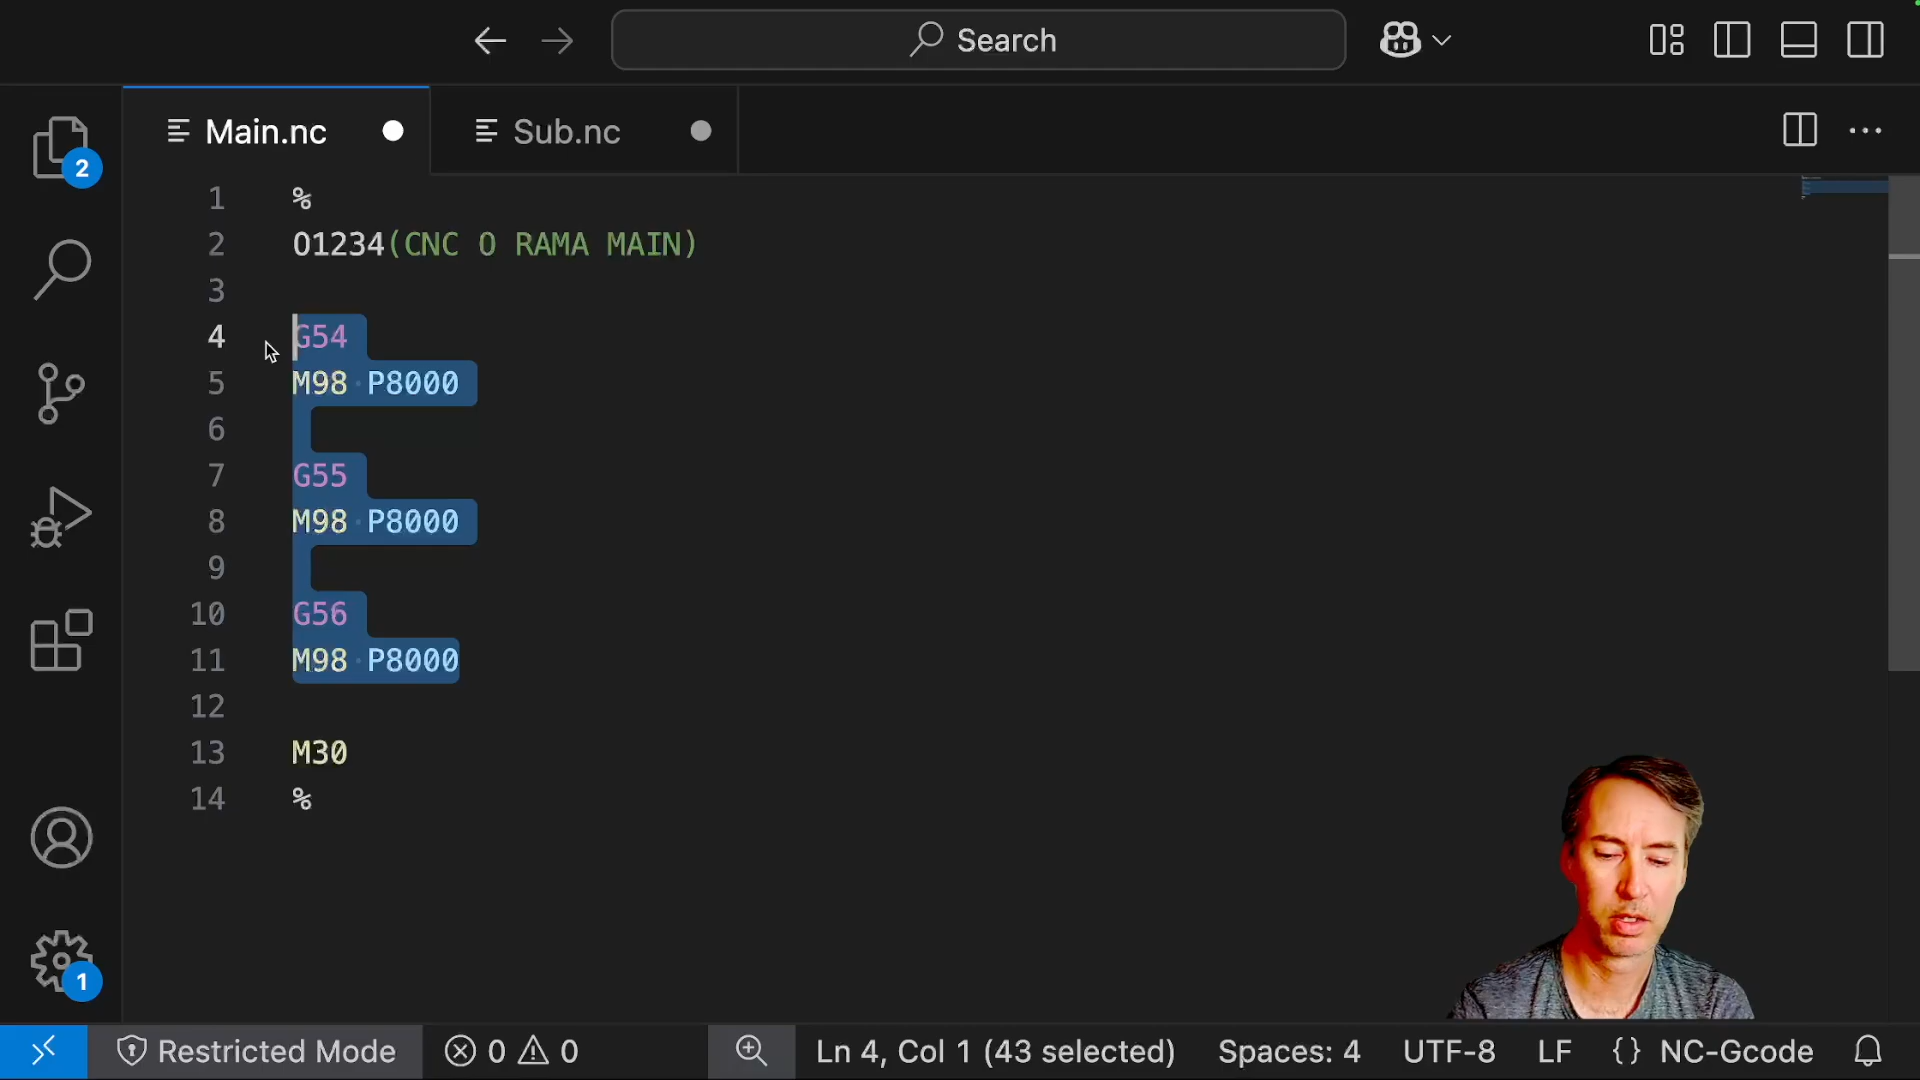 Search
Main.nc
Sub.nc
2
1 %
2 O1234(CNC O RAMA MAIN)
3
4 G54
5 M98 P8000
6
7 G55
8 M98 P8000
9
10 G56
11 M98 P8000
12
13 M30
14 %
1
Restricted Mode 0 0 Ln 4, Col 1 (43 selected) Spaces: 4 UTF-8 LF {} NC-Gcode